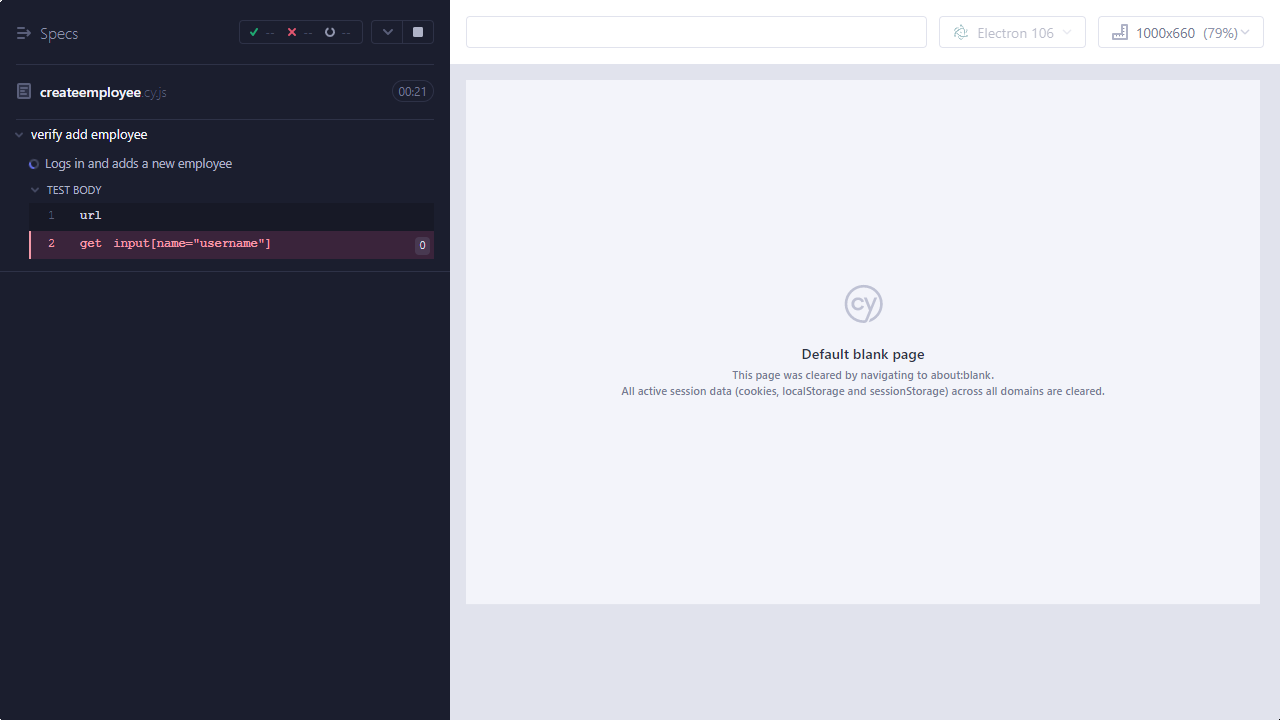 Specs
-- -- --
createemployee.cy.js 00:21
verify add employee
Logs in and adds a new employee
TEST BODY
1 url
2 get input[name="username"] 0
Electron 106
1000x660 (79%)
cy
Default blank page
This page was cleared by navigating to about:blank.
All active session data (cookies, localStorage and sessionStorage) across all domains are cleared.